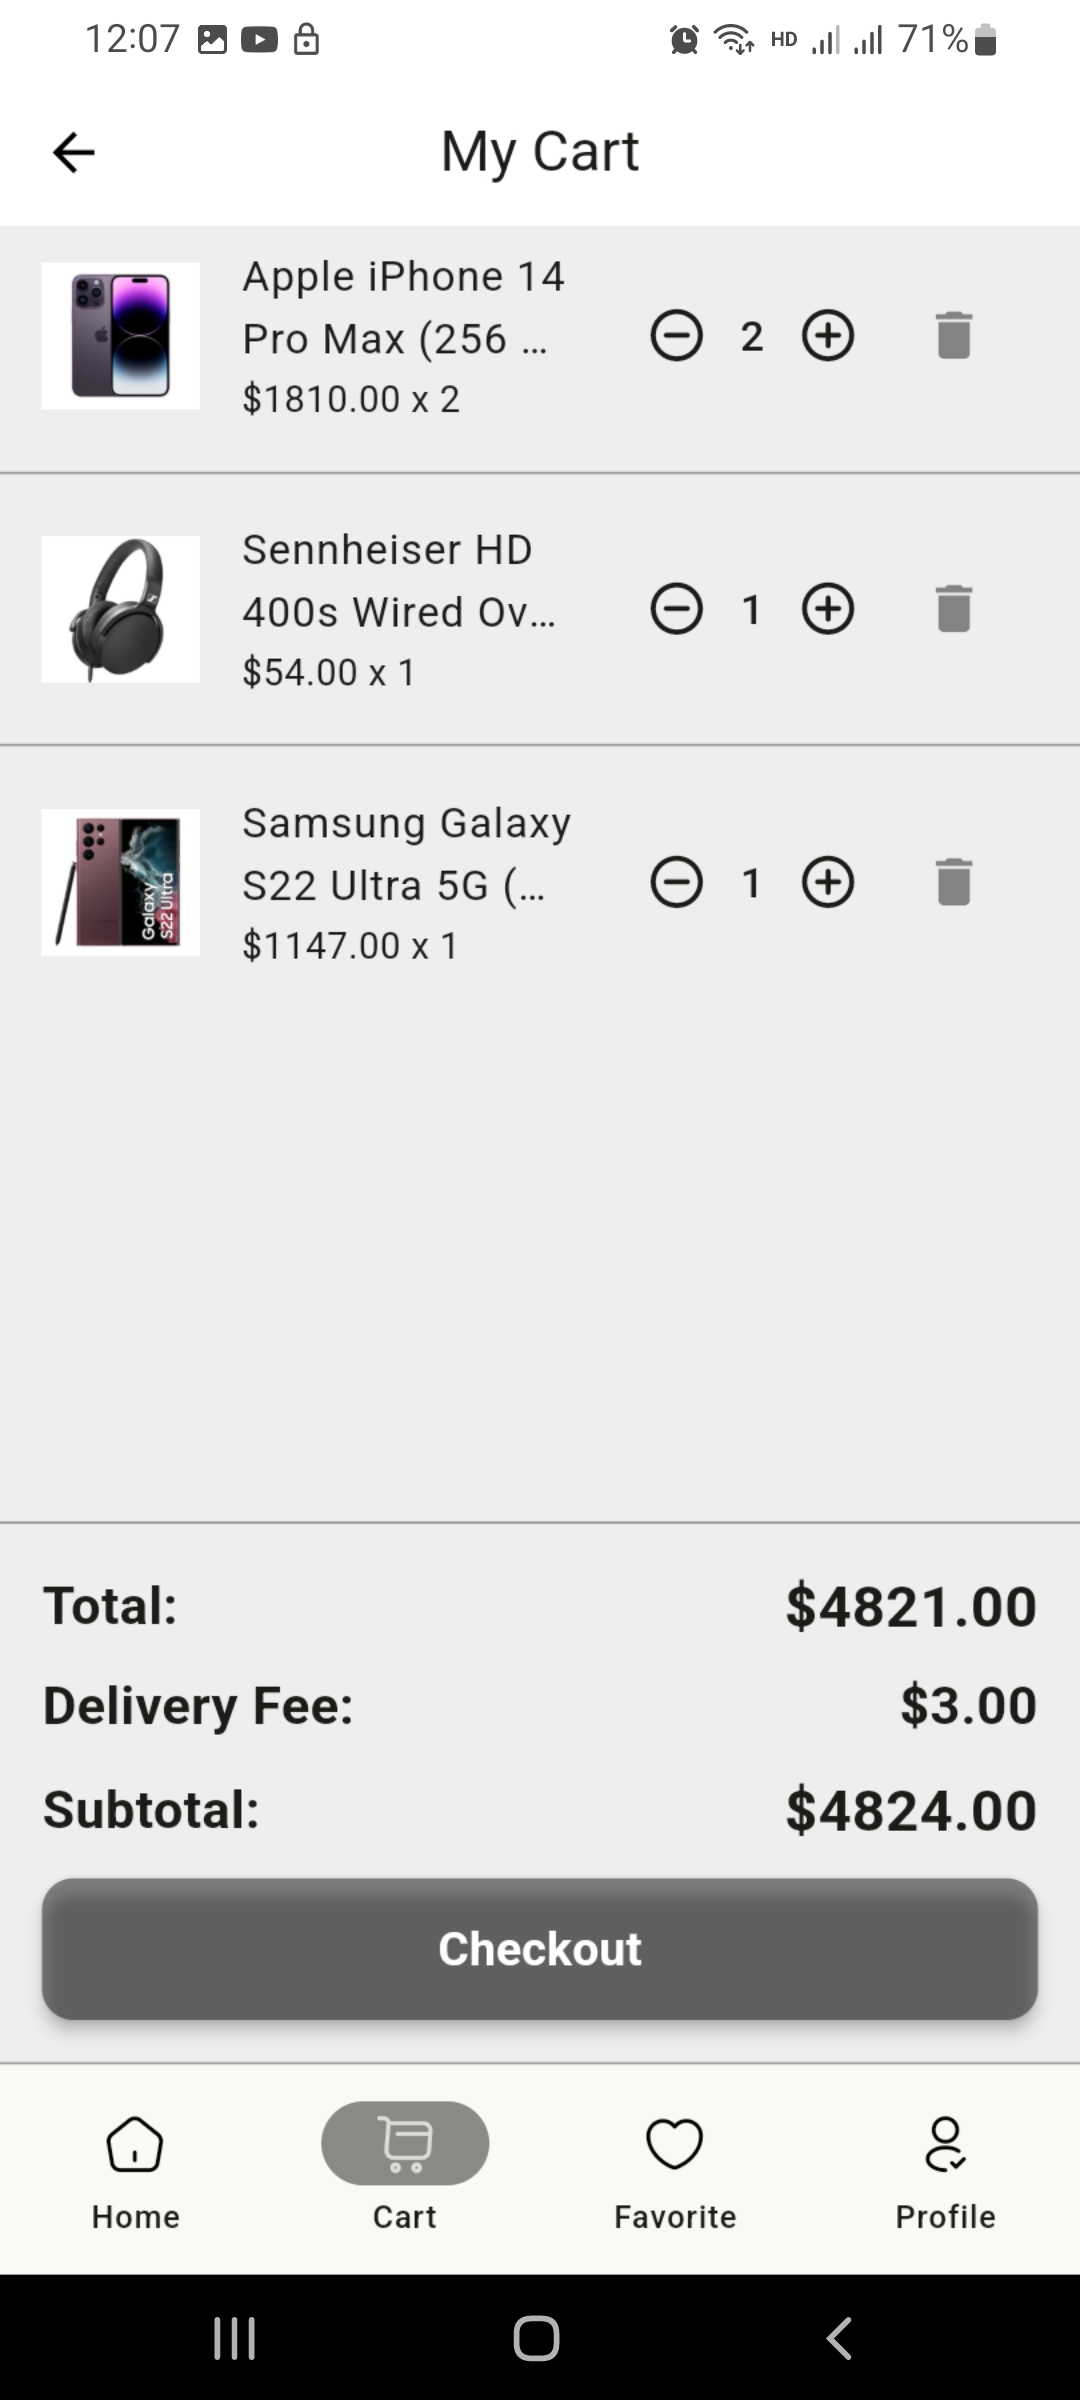 12:07
HD 71%
My Cart
Apple iPhone 14
Pro Max (256 ...
$1810.00 x 2
2
Sennheiser HD
400s Wired Ov...
$54.00 x 1
1
Galaxy
S22 Ultra
Samsung Galaxy
S22 Ultra 5G (...
$1147.00 x 1
1
Total: $4821.00
Delivery Fee: $3.00
Subtotal: $4824.00
Checkout
Home Cart Favorite Profile